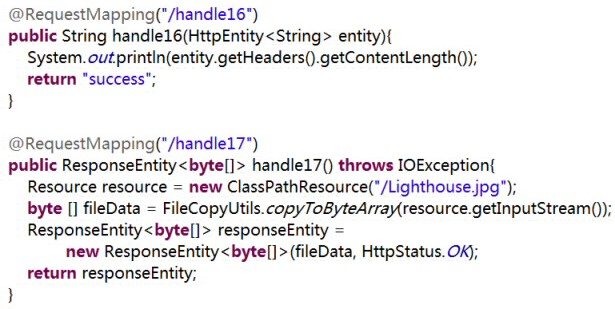 @RequestMapping("/handle16")
public String handle16(HttpEntity<String> entity){
System.out.println(entity.getHeaders().getContentLength());
return "success";
}
@RequestMapping("/handle17")
public ResponseEntity<byte[]> handle17() throws IOException{
Resource resource = new ClassPathResource("/Lighthouse.jpg");
byte [] fileData = FileCopyUtils.copyToByteArray(resource.getInputStream());
ResponseEntity<byte[]> responseEntity =
new ResponseEntity<byte[]>(fileData, HttpStatus.OK);
return responseEntity;
}